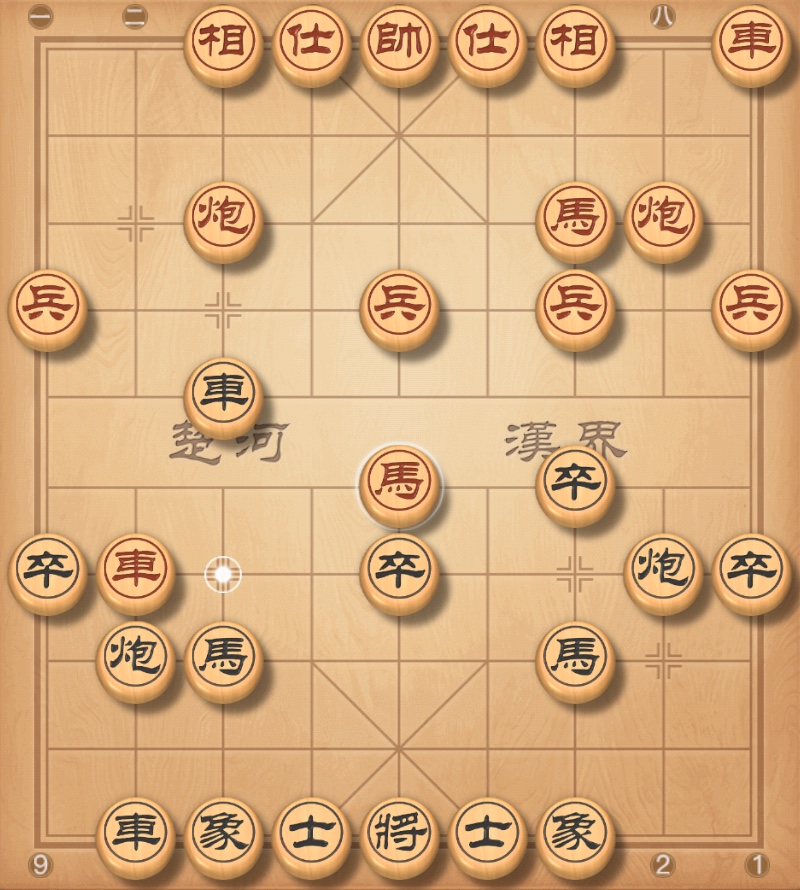 一 二 八
相 仕 帥 仕 相 車
炮 馬 炮
兵 兵 兵 兵
車
楚河 漢界
馬 卒
卒 車 卒 炮 卒
炮 馬 馬
車 象 士 將 士 象
9 2 1